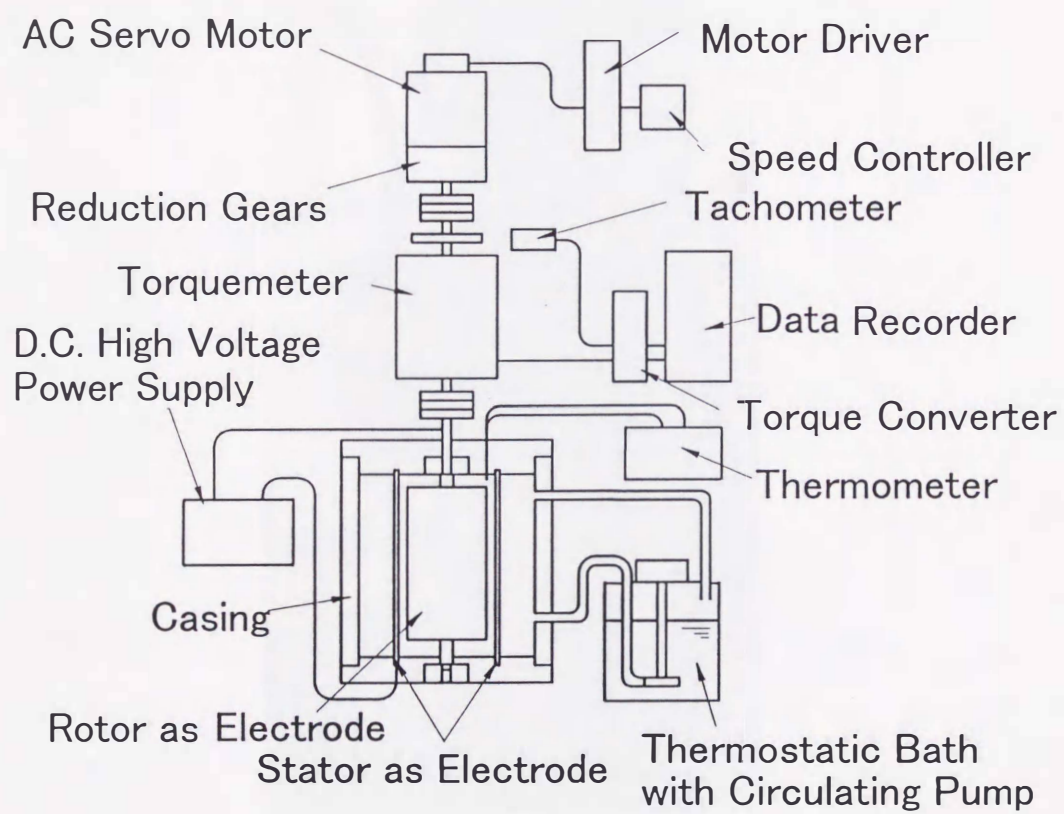 AC Servo Motor
Motor Driver
Speed Controller
Reduction Gears
Tachometer
Torquemeter
Data Recorder
D.C. High Voltage
Power Supply
Torque Converter
Thermometer
Casing
Rotor as Electrode
Stator as Electrode
Thermostatic Bath
with Circulating Pump